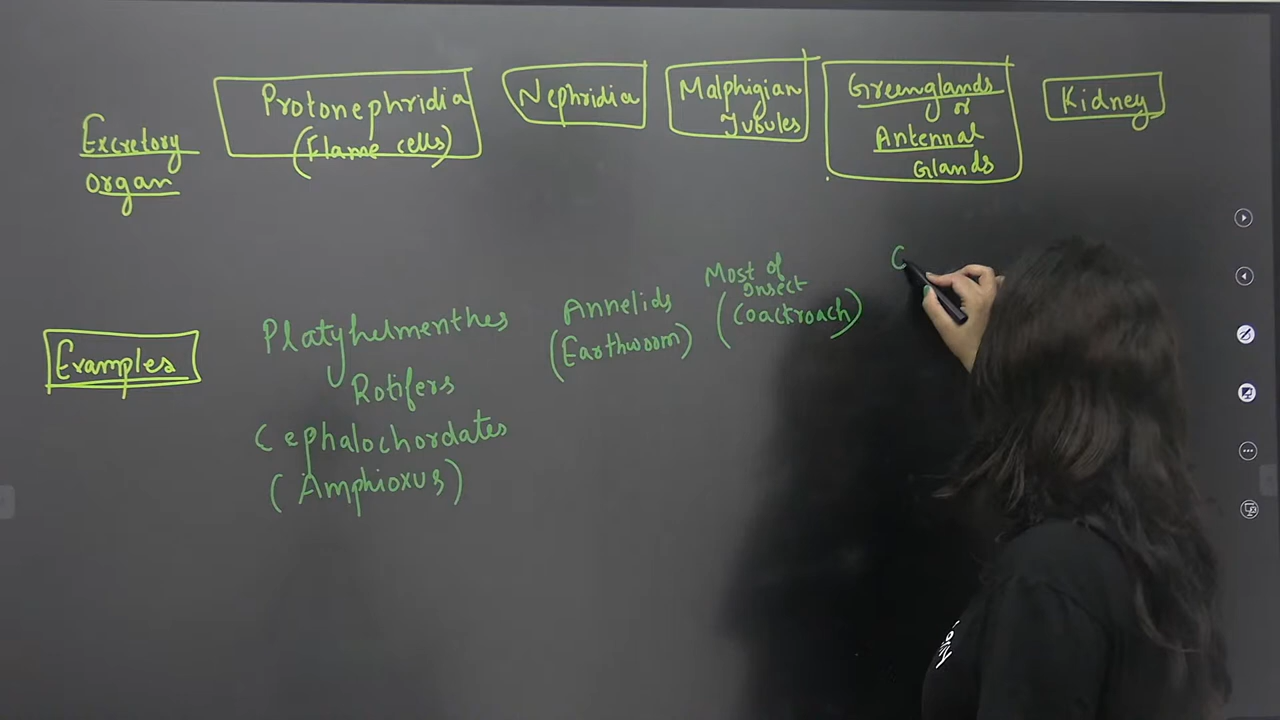 Excretory
organ
Protonephridia
(Flame cells)
Nephridia
Malphigian
Tubules
Greenglands
or
Antennal
Glands
Kidney
Examples
Platyhelmenthes
Rotifers
Cephalochordates
(Amphioxus)
Annelids
(Earthworm)
Most of
insect
(Coackroach)
C